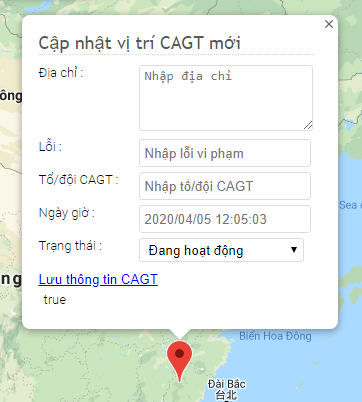 ×
Cập nhật vị trí CAGT mới
Địa chỉ :
Nhập địa chỉ
Lỗi :
Nhập lỗi vi phạm
Tổ/đội CAGT :
Nhập tổ/đội CAGT
Ngày giờ :
2020/04/05 12:05:03
Trạng thái :
Đang hoạt động
Lưu thông tin CAGT
true
ông
Sea o
ng
Biển Hoa Đông
Đài Bắc
台北